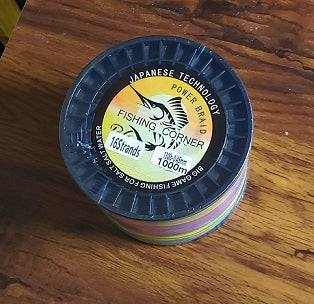 JAPANESE TECHNOLOGY
POWER BRAID
FISHING CORNER
16Strands
1000m
BIG GAME FISHING FOR SALT WATER